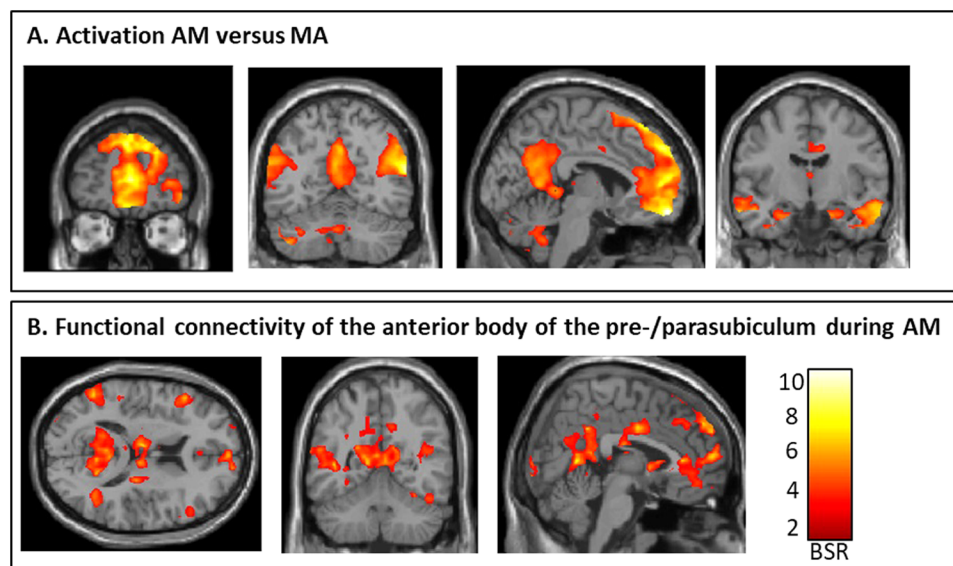 A. Activation AM versus MA
B. Functional connectivity of the anterior body of the pre-/parasubiculum during AM
10
8
6
4
2
BSR